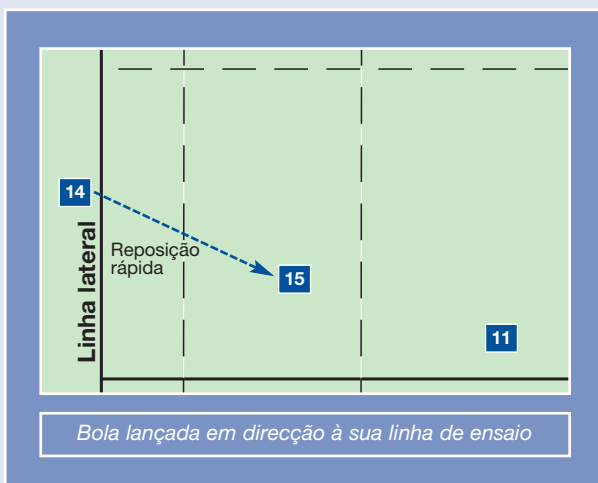 14
Linha lateral
Reposição
rápida
15
11
Bola lançada em direcção à sua linha de ensaio